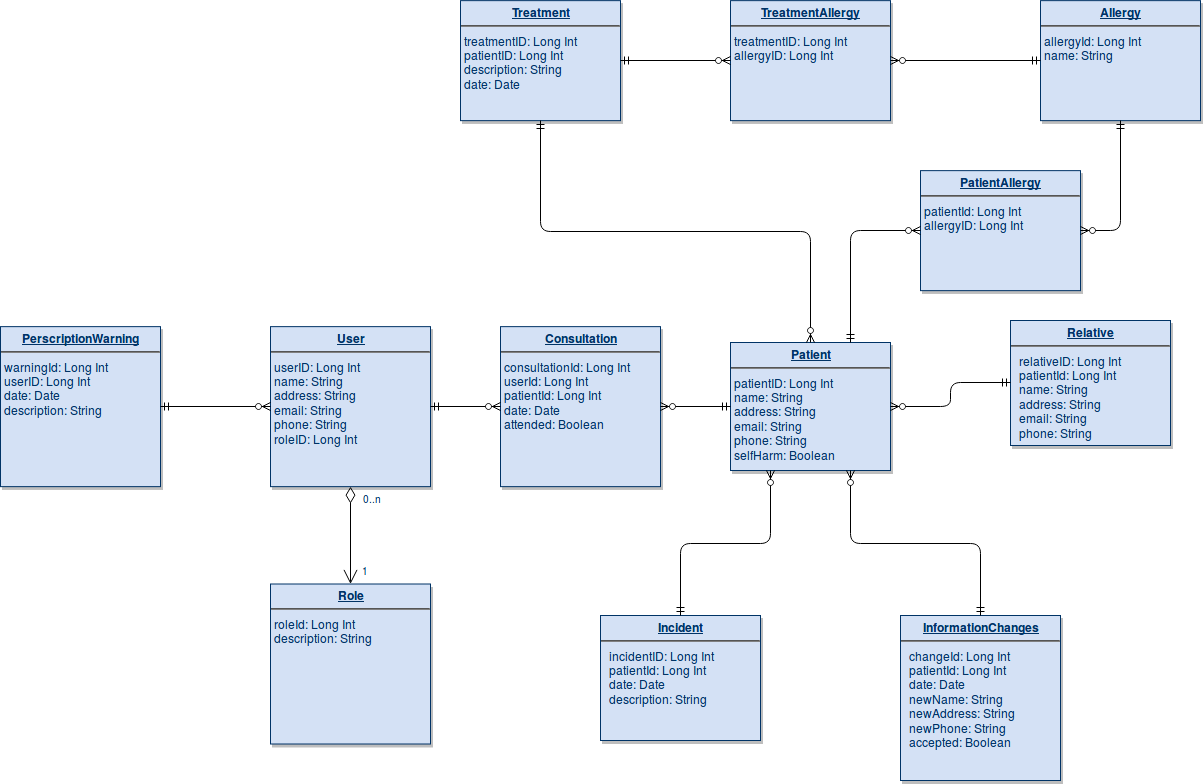 Treatment
treatmentID: Long Int
patientID: Long Int
description: String
date: Date
TreatmentAllergy
treatmentID: Long Int
allergyID: Long Int
Allergy
allergyId: Long Int
name: String
PatientAllergy
patientId: Long Int
allergyID: Long Int
PerscriptionWarning
warningId: Long Int
userID: Long Int
date: Date
description: String
User
userID: Long Int
name: String
address: String
email: String
phone: String
roleID: Long Int
Consultation
consultationId: Long Int
userId: Long Int
patientId: Long Int
date: Date
attended: Boolean
Patient
patientID: Long Int
name: String
address: String
email: String
phone: String
selfHarm: Boolean
Relative
relativeID: Long Int
patientId: Long Int
name: String
address: String
email: String
phone: String
0..n
1
Role
roleId: Long Int
description: String
Incident
incidentID: Long Int
patientId: Long Int
date: Date
description: String
InformationChanges
changeId: Long Int
patientId: Long Int
date: Date
newName: String
newAddress: String
newPhone: String
accepted: Boolean